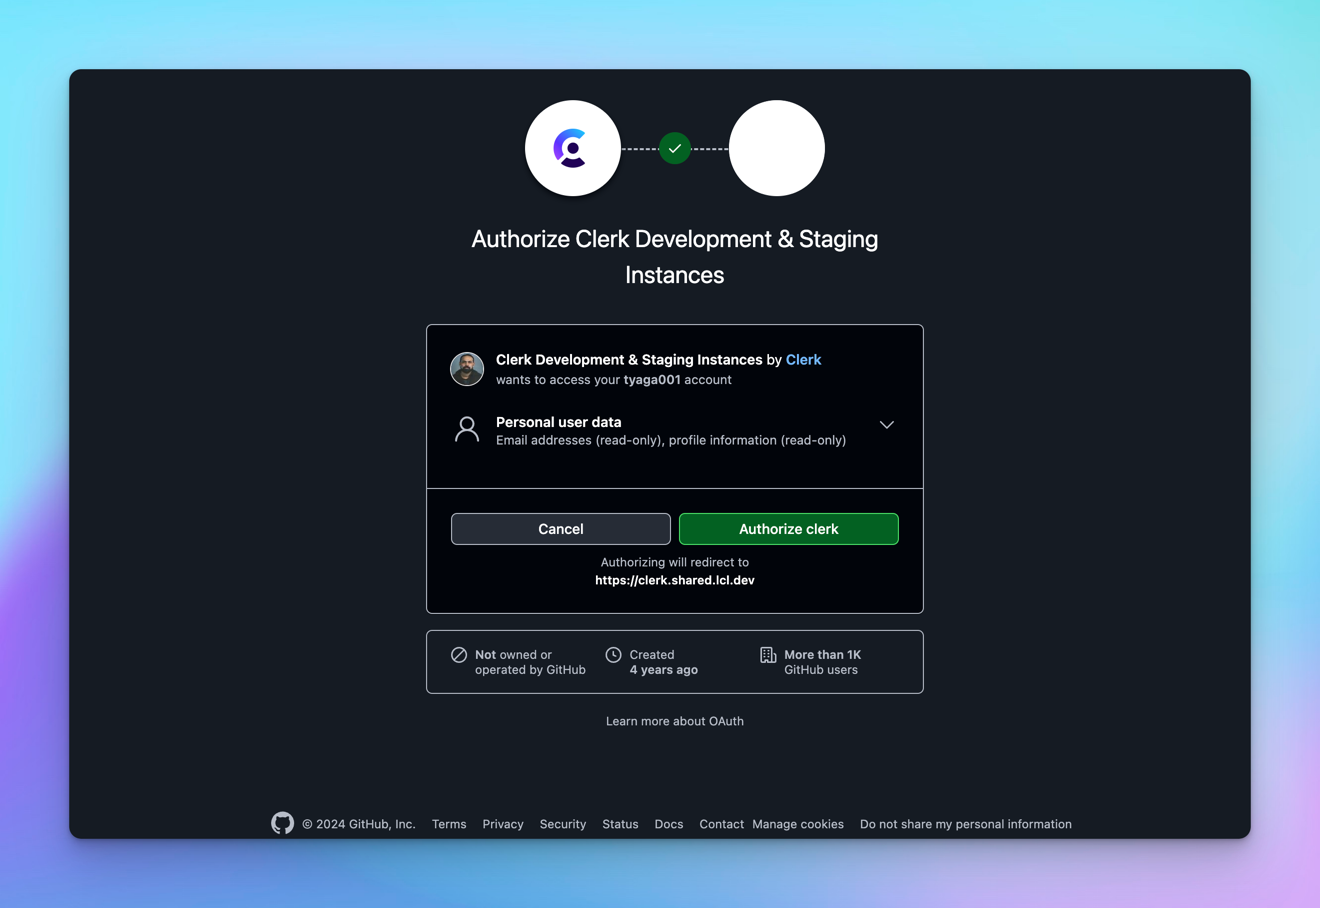 Authorize Clerk Development & Staging
Instances
Clerk Development & Staging Instances by Clerk
wants to access your tyaga001 account
Personal user data
Email addresses (read-only), profile information (read-only)
Cancel
Authorize clerk
Authorizing will redirect to
https://clerk.shared.lcl.dev
Not owned or
operated by GitHub
Created
4 years ago
More than 1K
GitHub users
Learn more about OAuth
© 2024 GitHub, Inc. Terms Privacy Security Status Docs Contact Manage cookies Do not share my personal information